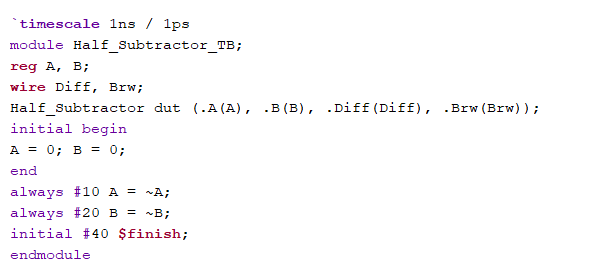 `timescale 1ns / 1ps
module Half_Subtractor_TB;
reg A, B;
wire Diff, Brw;
Half_Subtractor dut (.A(A), .B(B), .Diff(Diff), .Brw(Brw));
initial begin
A = 0; B = 0;
end
always #10 A = ~A;
always #20 B = ~B;
initial #40 $finish;
endmodule